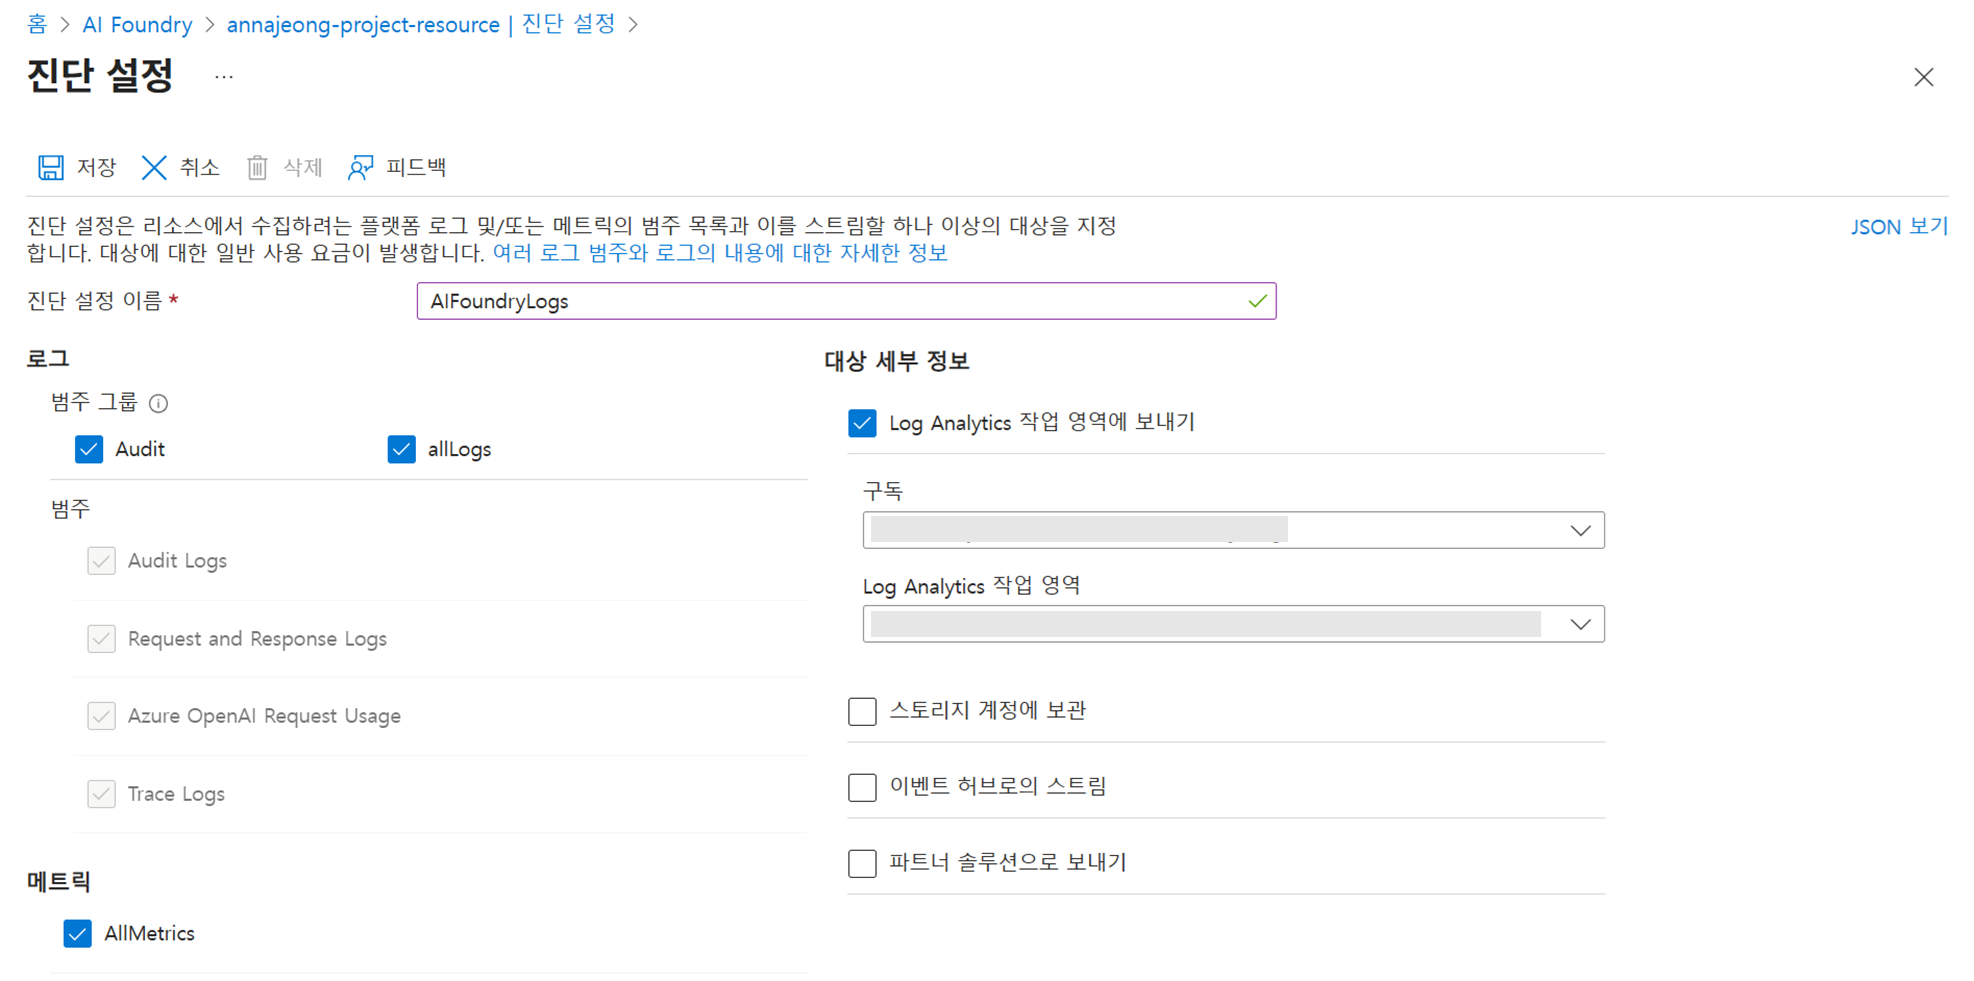 홈 > AI Foundry > annajeong-project-resource | 진단 설정 >
진단 설정 ...
저장 취소 삭제 피드백
진단 설정은 리소스에서 수집하려는 플랫폼 로그 및/또는 메트릭의 범주 목록과 이를 스트림할 하나 이상의 대상을 지정
합니다. 대상에 대한 일반 사용 요금이 발생합니다. 여러 로그 범주와 로그의 내용에 대한 자세한 정보
JSON 보기
진단 설정 이름 *
AIFoundryLogs
로그
범주 그룹
Audit
allLogs
범주
Audit Logs
Request and Response Logs
Azure OpenAI Request Usage
Trace Logs
메트릭
AllMetrics
대상 세부 정보
Log Analytics 작업 영역에 보내기
구독
Log Analytics 작업 영역
스토리지 계정에 보관
이벤트 허브로의 스트림
파트너 솔루션으로 보내기